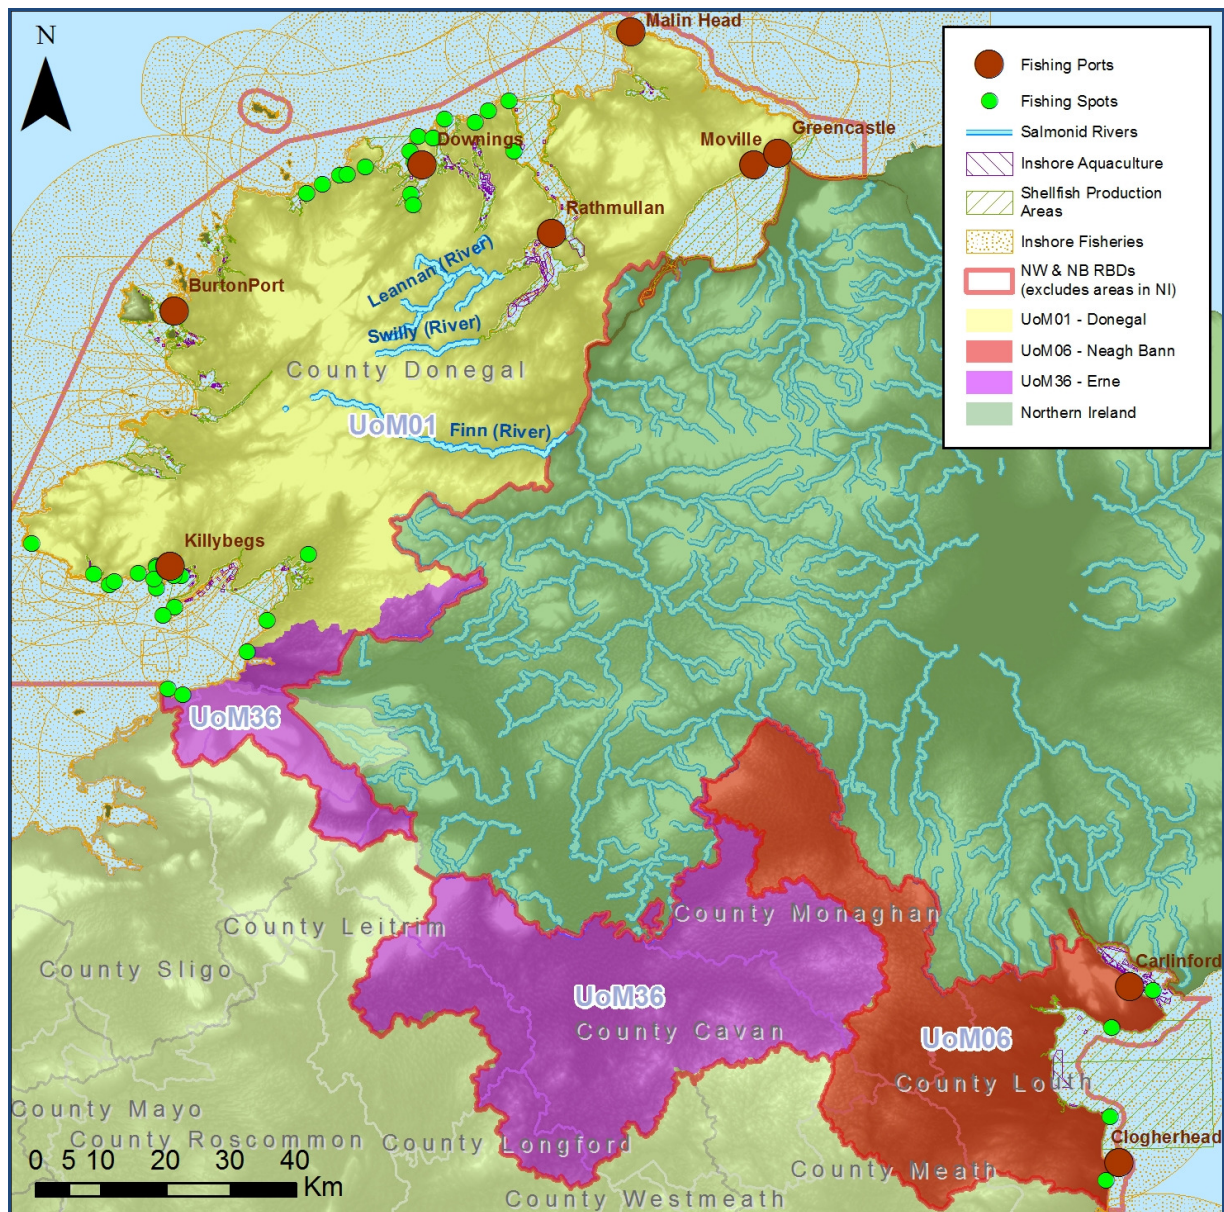 N
Malin Head
Fishing Ports
Fishing Spots
Salmonid Rivers
Inshore Aquaculture
Shellfish Production
Areas
Inshore Fisheries
NW & NB RBDs
(excludes areas in NI)
UoM01 - Donegal
UoM06 - Neagh Bann
UoM36 - Erne
Northern Ireland
Downings
Moville
Greencastle
Rathmullan
Leannan (River)
BurtonPort
Swilly (River)
County Donegal
UoM01
Finn (River)
Killybegs
UoM36
County Monaghan
County Leitrim
County Sligo
Carlinford
UoM36
County Cavan
UoM06
County Louth
County Mayo
County Roscommon
County Longford
Clogherhead
County Meath
County Westmeath
0 5 10 20 30 40
Km